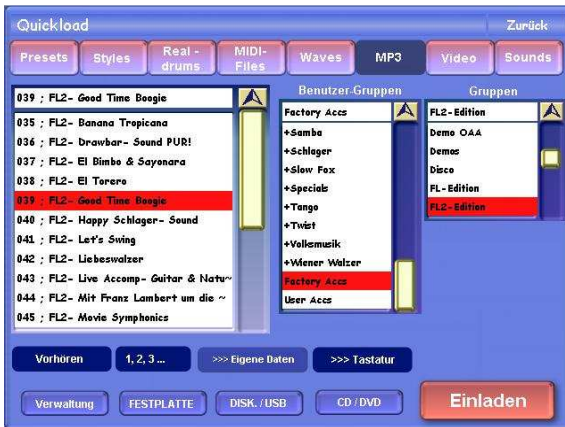 Quickload
Zurück
Presets
Styles
Real - drums
MIDI- Files
Waves
MP3
Video
Sounds
039 ; FL2- Good Time Boogie
035 ; FL2- Banana Tropicana
036 ; FL2- Drawbar- Sound PUR!
037 ; FL2- El Bimbo & Sayonara
038 ; FL2- El Torero
039 ; FL2- Good Time Boogie
040 ; FL2- Happy Schlager- Sound
041 ; FL2- Let's Swing
042 ; FL2- Liebeswalzer
043 ; FL2- Live Accomp- Guitar & Natu~
044 ; FL2- Mit Franz Lambert um die ~
045 ; FL2- Movie Symphonics
Benutzer-Gruppen
Factory Accs
+Samba
+Schlager
+Slow Fox
+Specials
+Tango
+Twist
+Volksmusik
+Wiener Walzer
Factory Accs
User Accs
Gruppen
FL2-Edition
Demo OAA
Demos
Disco
FL-Edition
FL2-Edition
Vorhören
1, 2, 3 ...
>>> Eigene Daten
>>> Tastatur
Verwaltung
FESTPLATTE
DISK. / USB
CD / DVD
Einladen